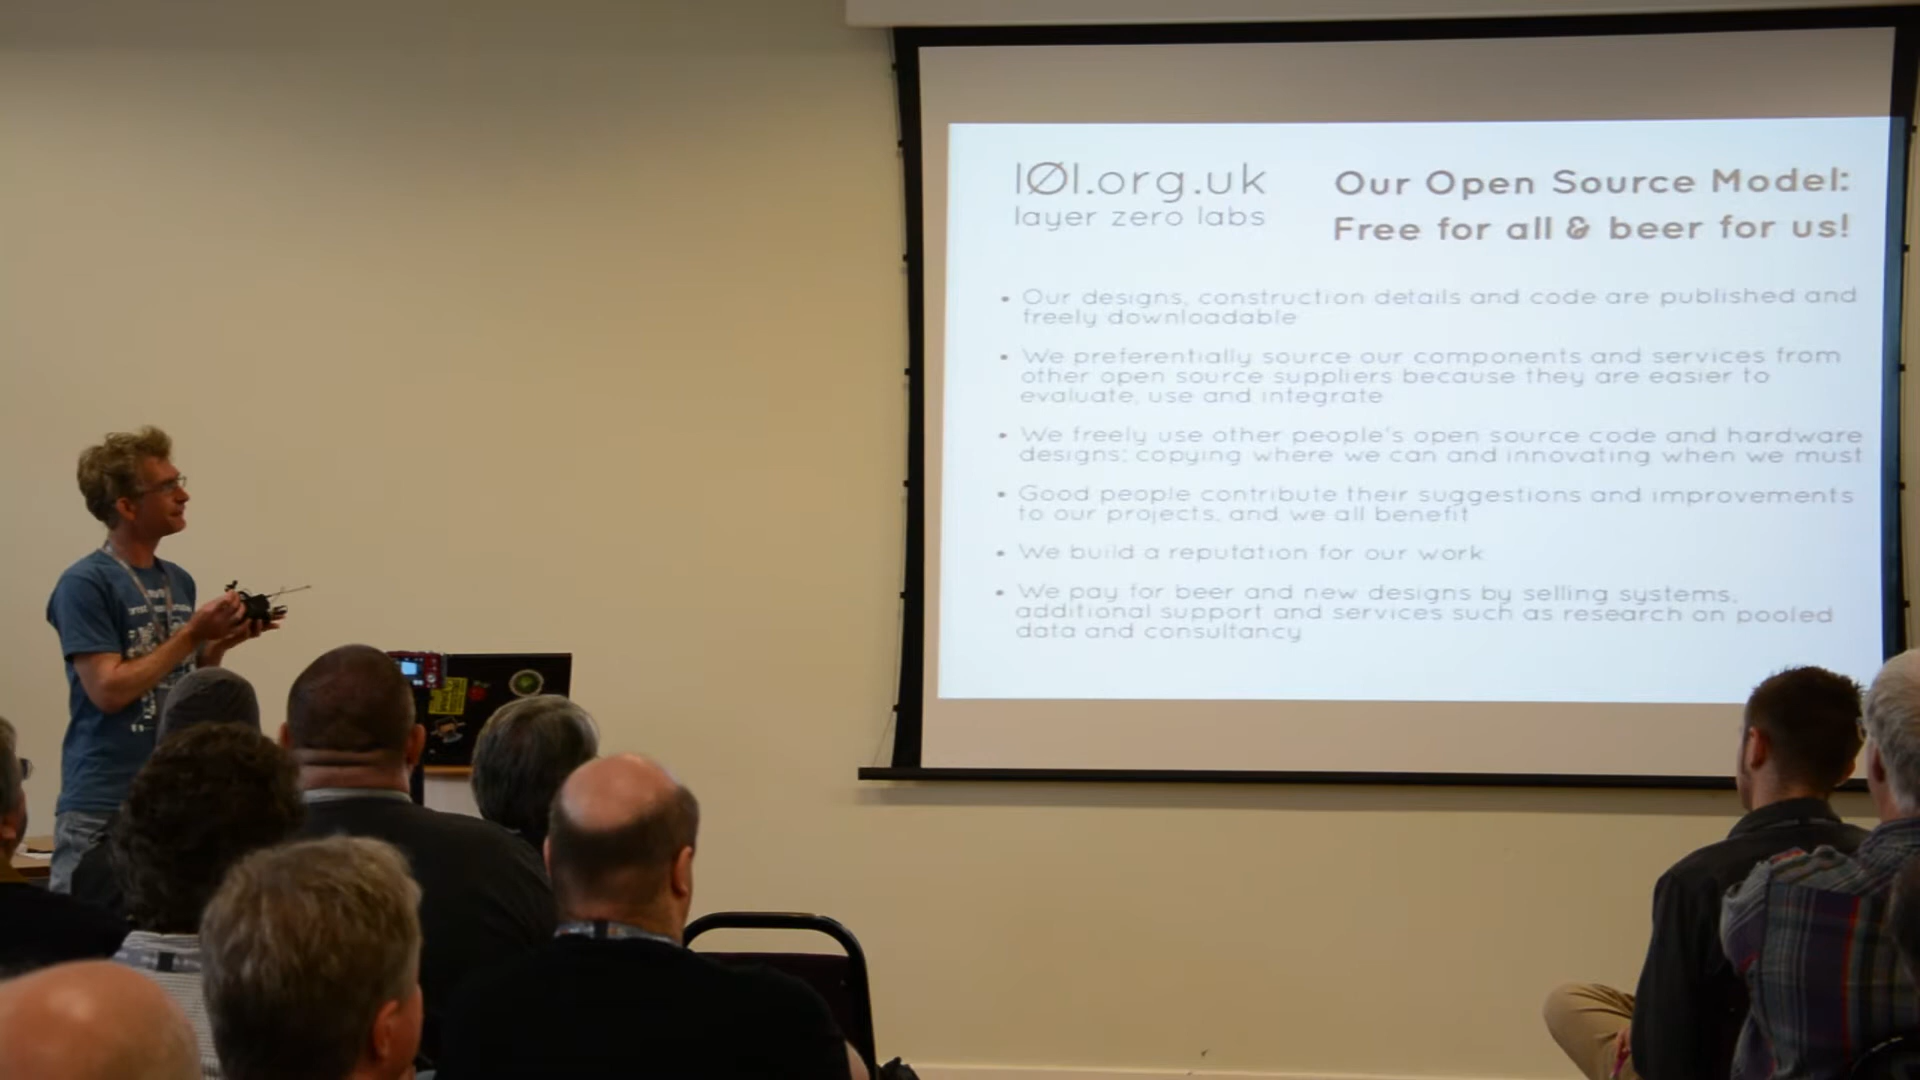 l0l.org.uk
layer zero labs
Our Open Source Model:
Free for all & beer for us!
• Our designs, construction details and code are published and
freely downloadable
• We preferentially source our components and services from
other open source suppliers because they are easier to
evaluate, use and integrate
• We freely use other people's open source code and hardware
designs; copying where we can and innovating when we must
• Good people contribute their suggestions and improvements
to our projects, and we all benefit
• We build a reputation for our work
• We pay for beer and new designs by selling systems,
additional support and services such as research on pooled
data and consultancy